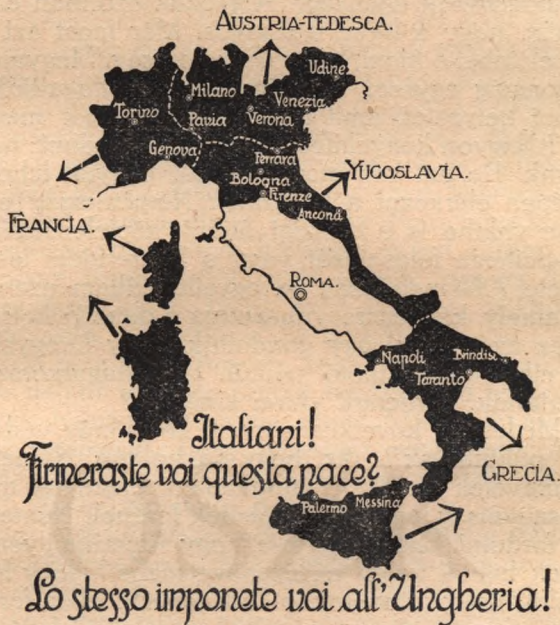 AUSTRIA-TEDESCA.
Udine
Milano
Venezia
Torino
Pavia
Verona
Genova
Ferrara
YUGOSLAVIA.
Bologna
Firenze
Ancona
FRANCIA.
ROMA.
Napoli
Brindisi
Taranto
Italiani!
Firmeraste voi questa pace?
GRECIA.
Palermo
Messina
OSZK
Lo stesso imponete voi all'Ungheria!